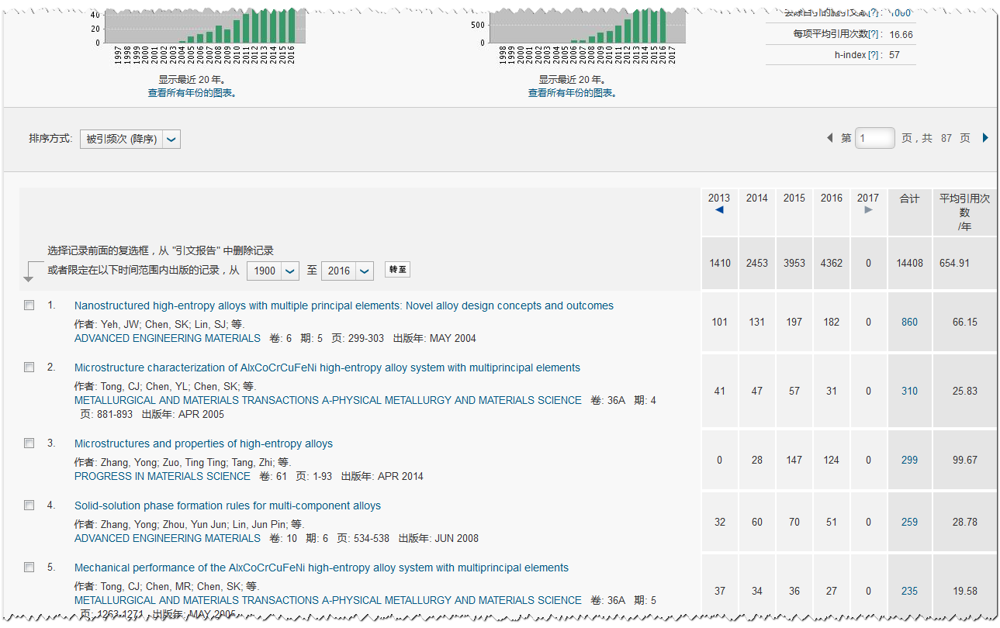 40
20
0
1997 1998 1999 2000 2001 2002 2003 2004 2005 2006 2007 2008 2009 2010 2011 2012 2013 2014 2015 2016
显示最近 20 年。
查看所有年份的图表。
500
0
1998 1999 2000 2001 2002 2003 2004 2005 2006 2007 2008 2009 2010 2011 2012 2013 2014 2015 2016 2017
显示最近 20 年。
查看所有年份的图表。
每项平均引用次数[?] : 16.66
h-index [?] : 57
排序方式: 被引频次 (降序)
第 1 页 , 共 87 页
2013 2014 2015 2016 2017 合计 平均引用次
数
/年
选择记录前面的复选框 , 从 "引文报告" 中删除记录
或者限定在以下时间范围内出版的记录 , 从 1900 至 2016 转至
1410 2453 3953 4362 0 14408 654.91
1. Nanostructured high-entropy alloys with multiple principal elements: Novel alloy design concepts and outcomes
作者: Yeh, JW; Chen, SK; Lin, SJ; 等.
ADVANCED ENGINEERING MATERIALS 卷: 6 期: 5 页: 299-303 出版年: MAY 2004
101 131 197 182 0 860 66.15
2. Microstructure characterization of AlxCoCrCuFeNi high-entropy alloy system with multiprincipal elements
作者: Tong, CJ; Chen, YL; Chen, SK; 等.
METALLURGICAL AND MATERIALS TRANSACTIONS A-PHYSICAL METALLURGY AND MATERIALS SCIENCE 卷: 36A 期: 4
页: 881-893 出版年: APR 2005
41 47 57 31 0 310 25.83
3. Microstructures and properties of high-entropy alloys
作者: Zhang, Yong; Zuo, Ting Ting; Tang, Zhi; 等.
PROGRESS IN MATERIALS SCIENCE 卷: 61 页: 1-93 出版年: APR 2014
0 28 147 124 0 299 99.67
4. Solid-solution phase formation rules for multi-component alloys
作者: Zhang, Yong; Zhou, Yun Jun; Lin, Jun Pin; 等.
ADVANCED ENGINEERING MATERIALS 卷: 10 期: 6 页: 534-538 出版年: JUN 2008
32 60 70 51 0 259 28.78
5. Mechanical performance of the AlxCoCrCuFeNi high-entropy alloy system with multiprincipal elements
作者: Tong, CJ; Chen, MR; Chen, SK; 等.
METALLURGICAL AND MATERIALS TRANSACTIONS A-PHYSICAL METALLURGY AND MATERIALS SCIENCE 卷: 36A 期: 5
页: 1263-1271 出版年: MAY 2005
37 34 36 27 0 235 19.58